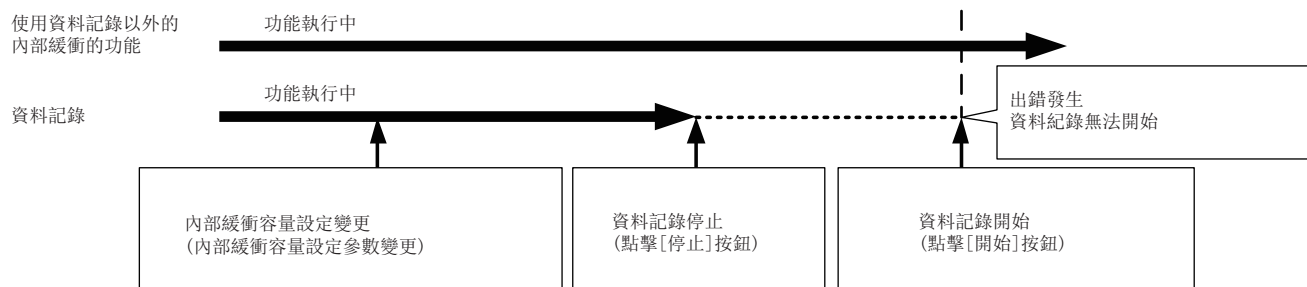 使用資料記錄以外的
內部緩衝的功能
功能執行中
資料記錄
功能執行中
出錯發生
資料紀錄無法開始
內部緩衝容量設定變更
(內部緩衝容量設定參數變更)
資料記錄停止
(點擊[停止]按鈕)
資料記錄開始
(點擊[開始]按鈕)